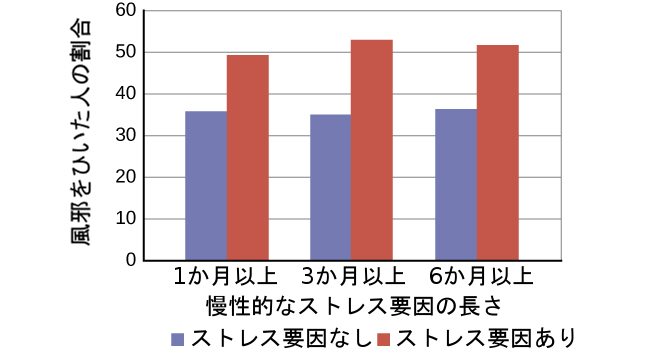 風邪をひいた人の割合
60
50
40
30
20
10
0
1か月以上 3か月以上 6か月以上
慢性的なストレス要因の長さ
ストレス要因なし ストレス要因あり